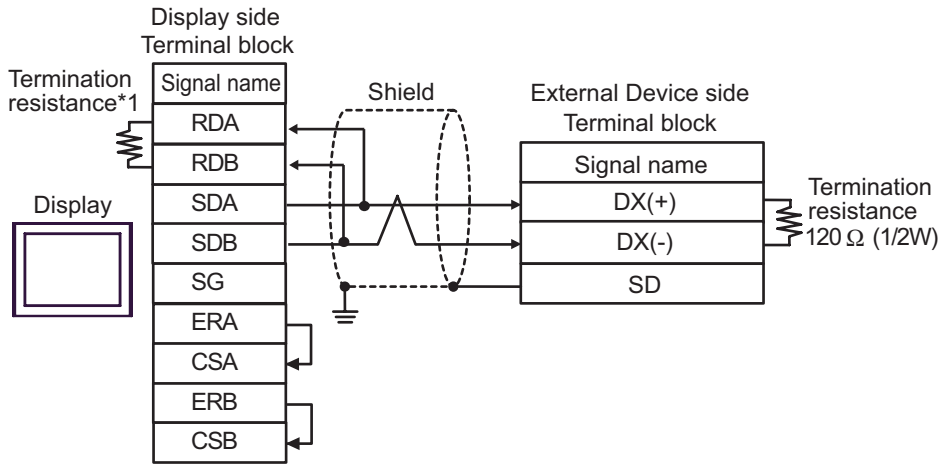 Display side
Terminal block
Termination
resistance*1
Signal name
RDA
RDB
SDA
SDB
SG
ERA
CSA
ERB
CSB
Display
Shield
External Device side
Terminal block
Signal name
DX(+)
DX(-)
SD
Termination
resistance
120 Ω (1/2W)